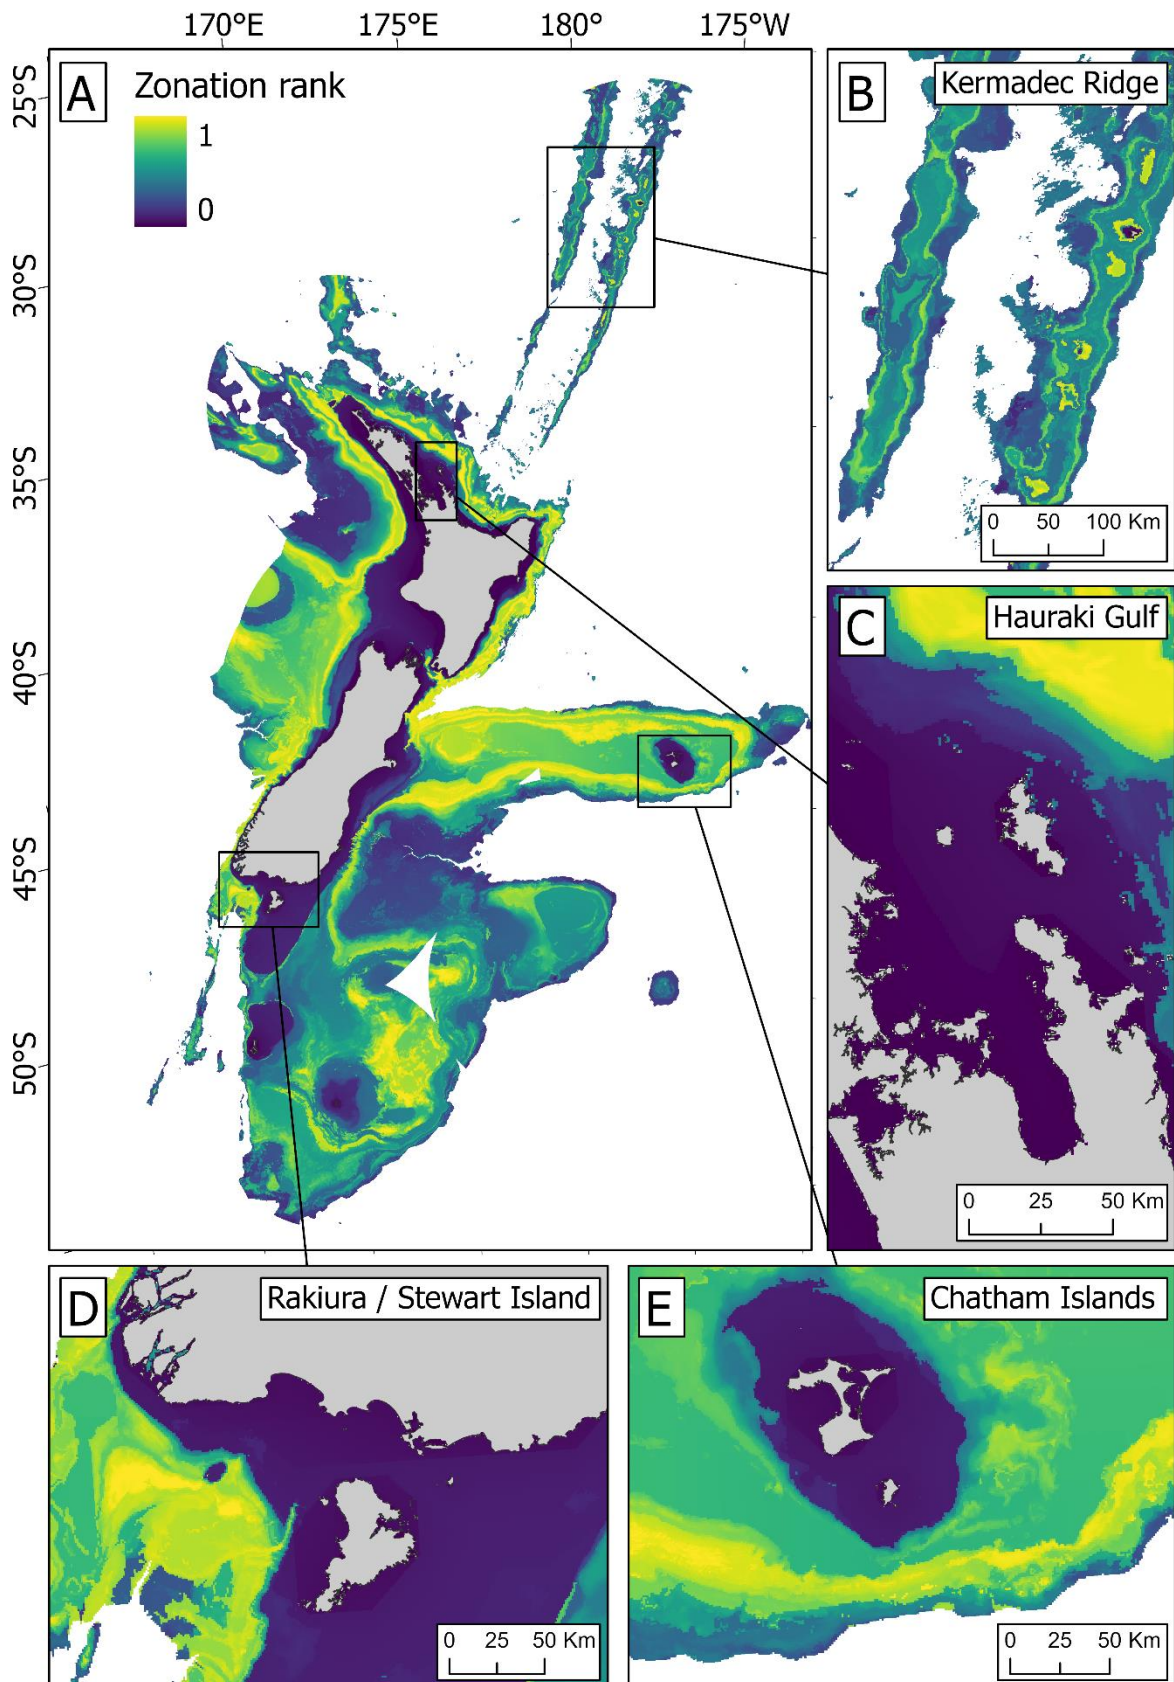 170°E 175°E 180° 175°W
A
Zonation rank
1
0
25°S
30°S
35°S
40°S
45°S
50°S
B
Kermadec Ridge
0 50 100 Km
C
Hauraki Gulf
0 25 50 Km
D
Rakiura / Stewart Island
0 25 50 Km
E
Chatham Islands
0 25 50 Km